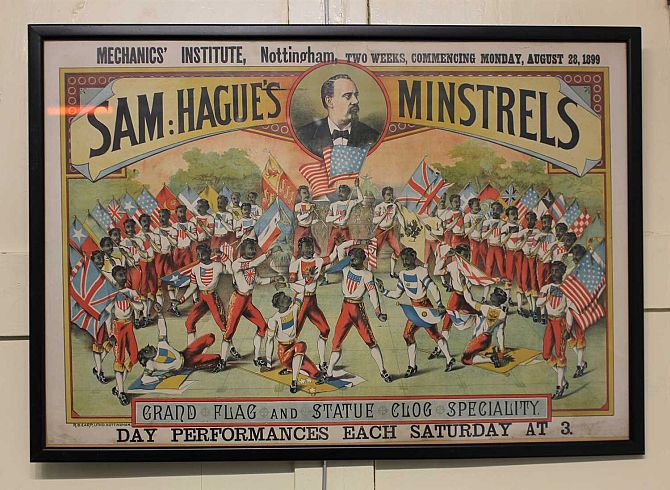 MECHANICS' INSTITUTE, Nottingham, TWO WEEKS, COMMENCING MONDAY, AUGUST 28, 1899
SAM: HAGUE'S MINSTRELS
GRAND FLAG AND STATUE CLOG SPECIALITY.
DAY PERFORMANCES EACH SATURDAY AT 3.